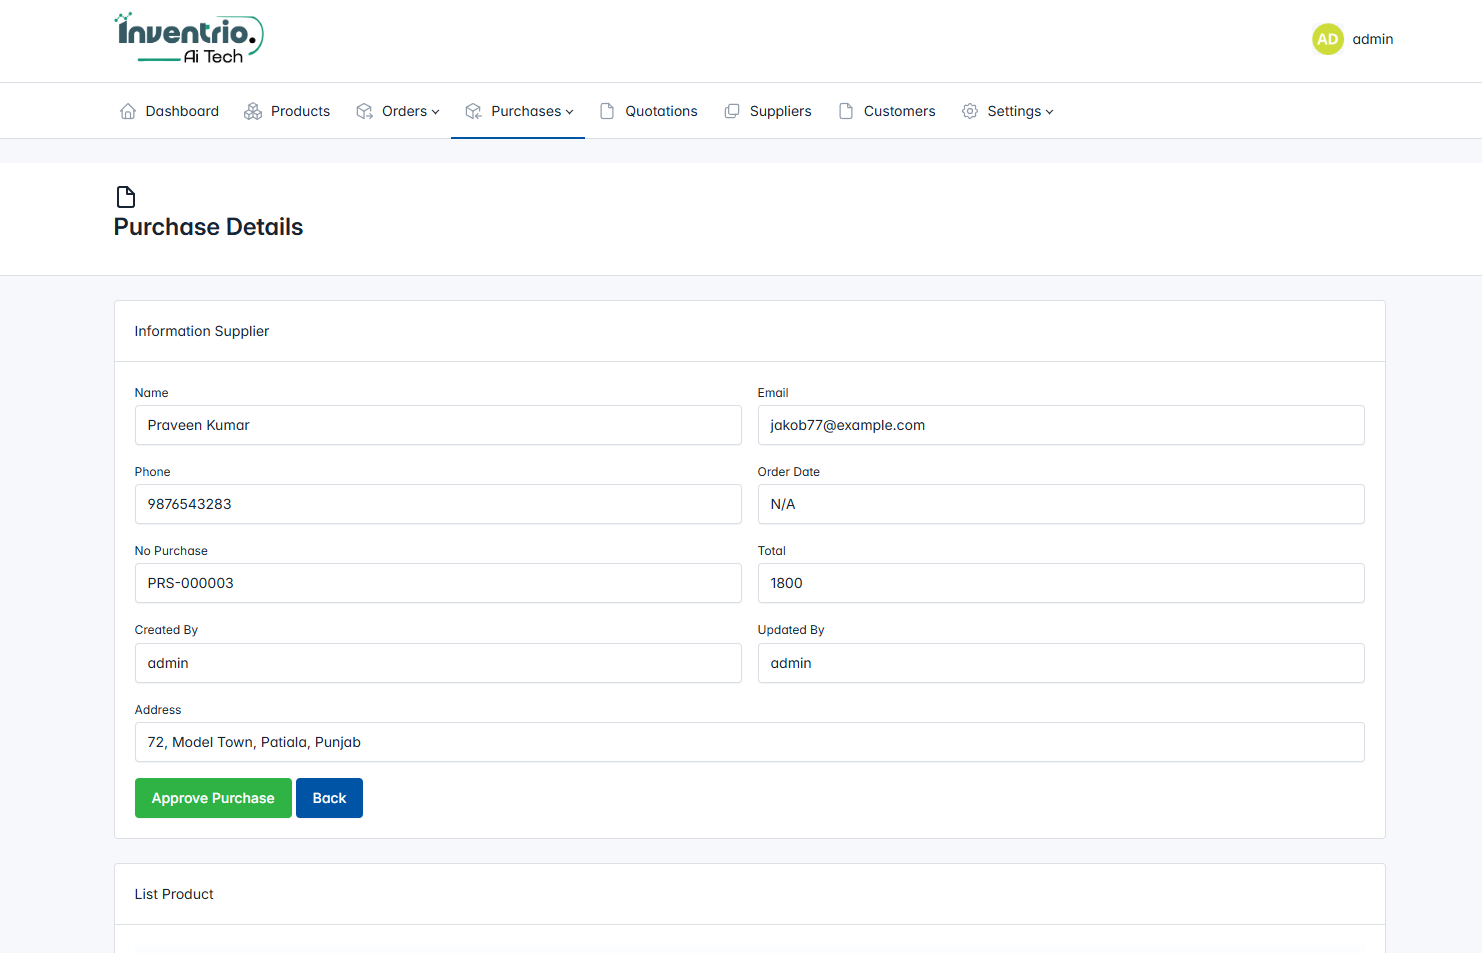 inventrio.
Ai Tech
AD admin
Dashboard Products Orders Purchases Quotations Suppliers Customers Settings
Purchase Details
Information Supplier
Name Email
Praveen Kumar jakob77@example.com
Phone Order Date
9876543283 N/A
No Purchase Total
PRS-000003 1800
Created By Updated By
admin admin
Address
72, Model Town, Patiala, Punjab
Approve Purchase Back
List Product